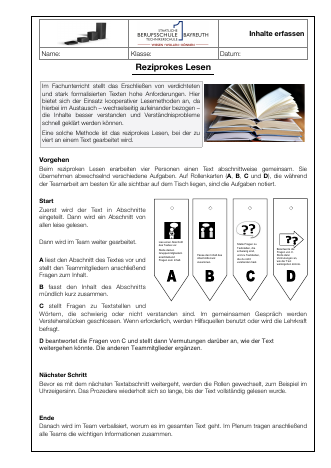 STAATLICHE
BERUFSSCHULE BAYREUTH
Inhalte erfassen
Name:
Klasse:
Datum:
Reziprokes Lesen
Im Fachunterricht stellt das Erschließen von verdichteten
und stark formalisierten Texten hohe Anforderungen. Hier
bietet sich der Einsatz kooperativer Lesemethoden an, da
hierbei im Austausch – wechselseitig aufeinander bezogen –
die Inhalte besser verstanden und Verständnisprobleme
schnell geklärt werden können.
Eine solche Methode ist das reziprokes Lesen, bei der zu
viert an einem Text gearbeitet wird.
Vorgehen
Beim reziproken Lesen erarbeiten vier Personen einen Text abschnittsweise gemeinsam. Sie
übernehmen abwechselnd verschiedene Aufgaben. Auf Rollenkarten (A, B, C und D), die während
der Teamarbeit am besten für alle sichtbar auf dem Tisch liegen, sind die Aufgaben notiert.
Start
Zuerst wird der Text in Abschnitte
eingeteilt. Dann wird ein Abschnitt von
allen leise gelesen.
Dann wird im Team weiter gearbeitet.
A liest den Abschnitt des Textes vor und
stellt den Teammitgliedern anschließend
Fragen zum Inhalt.
B fasst den Inhalt des Abschnitts
mündlich kurz zusammen.
C stellt Fragen zu Textstellen und
Wörtern, die schwierig oder nicht verständlich sind. Im gemeinsamen Gespräch werden
Verstehenslücken geschlossen. Wenn erforderlich, werden Hilfsquellen benutzt oder wird die Lehrkraft
befragt.
D beantwortet die Fragen von C und stellt dann Vermutungen darüber an, wie der Text
weitergehen könnte. Die anderen Teammitglieder ergänzen.
??
??
A
B
C
D
Nächster Schritt
Bevor es mit dem nächsten Textabschnitt weitergeht, werden die Rollen gewechselt, zum Beispiel im
Uhrzeigersinn. Das Prozedere wiederholt sich so lange, bis der Text vollständig gelesen wurde.
Ende
Danach wird im Team verbalisiert, worum es im gesamten Text geht. Im Plenum tragen anschließend
alle Teams die wichtigen Informationen zusammen.